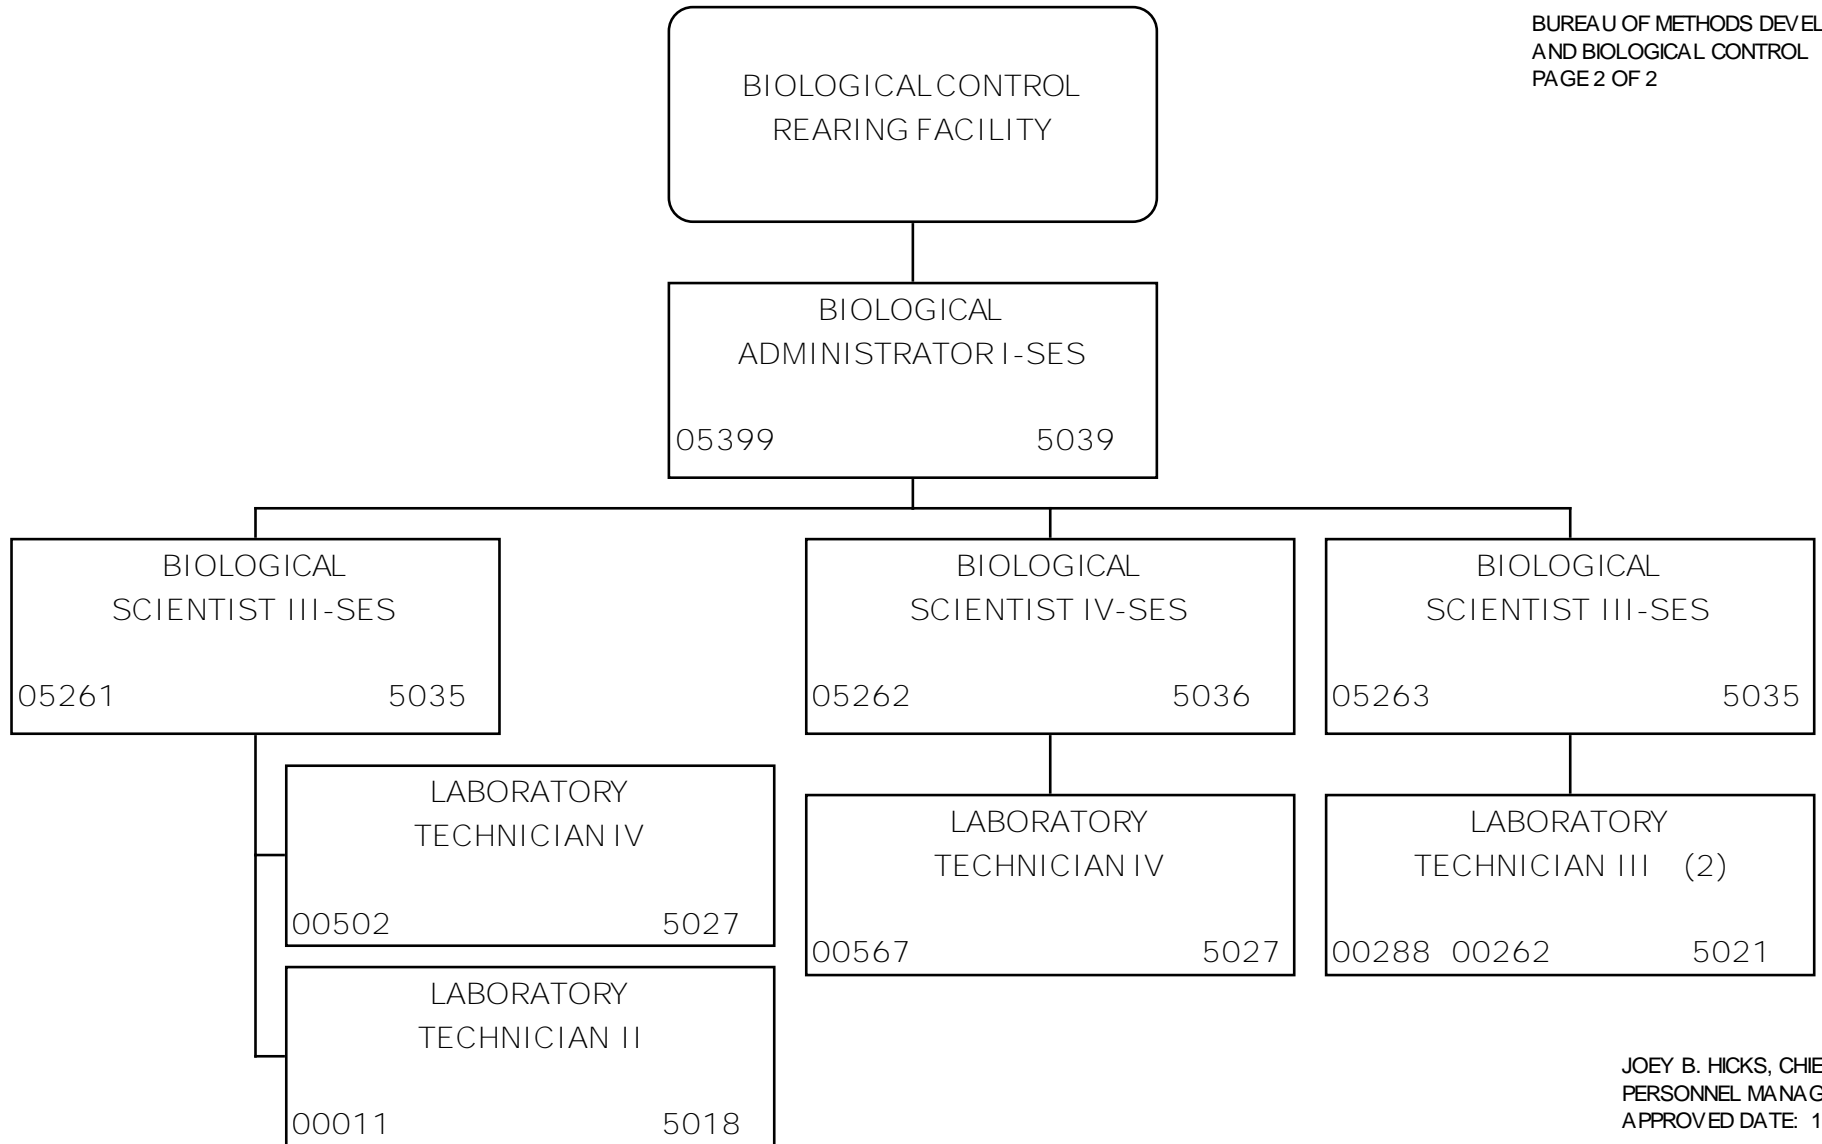 BUREAU OF METHODS DEVEL
AND BIOLOGICAL CONTROL
PAGE 2 OF 2
BIOLOGICAL CONTROL
REARING FACILITY
BIOLOGICAL
ADMINISTRATOR I-SES
05399 5039
BIOLOGICAL
SCIENTIST III-SES
05261 5035
BIOLOGICAL
SCIENTIST IV-SES
05262 5036
BIOLOGICAL
SCIENTIST III-SES
05263 5035
LABORATORY
TECHNICIAN IV
00502 5027
LABORATORY
TECHNICIAN II
00011 5018
LABORATORY
TECHNICIAN IV
00567 5027
LABORATORY
TECHNICIAN III (2)
00288 00262 5021
JOEY B. HICKS, CHIE
PERSONNEL MANAG
APPROVED DATE: 1